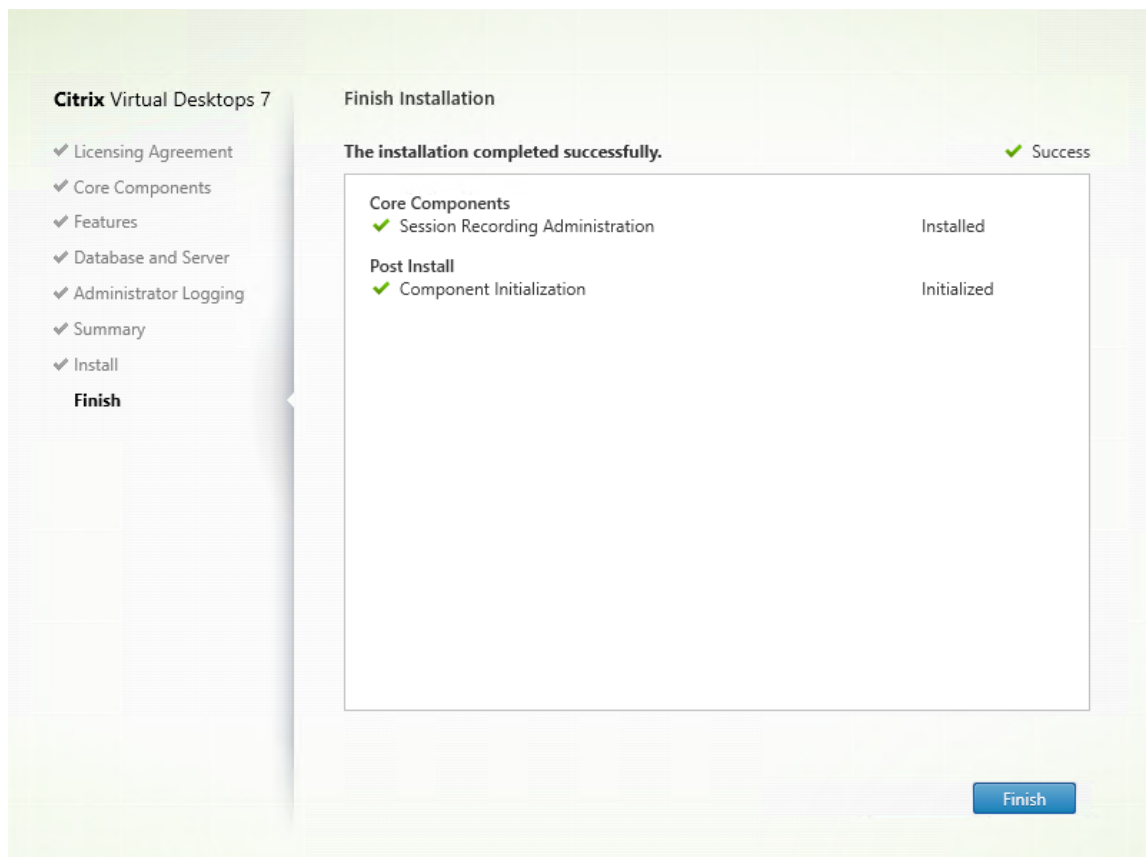 Citrix Virtual Desktops 7
Licensing Agreement
Core Components
Features
Database and Server
Administrator Logging
Summary
Install
Finish
Finish Installation
The installation completed successfully.
Success
Core Components
Session Recording Administration Installed
Post Install
Component Initialization Initialized
Finish